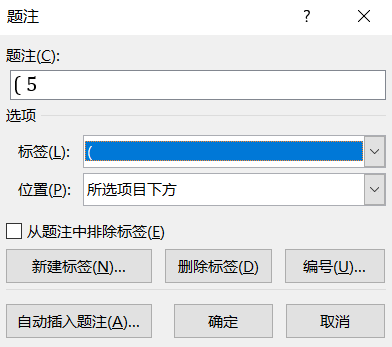 题注
?
题注(C):
( 5
选项
标签(L): (
位置(P): 所选项目下方
从题注中排除标签(E)
新建标签(N)... 删除标签(D) 编号(U)...
自动插入题注(A)... 确定 取消